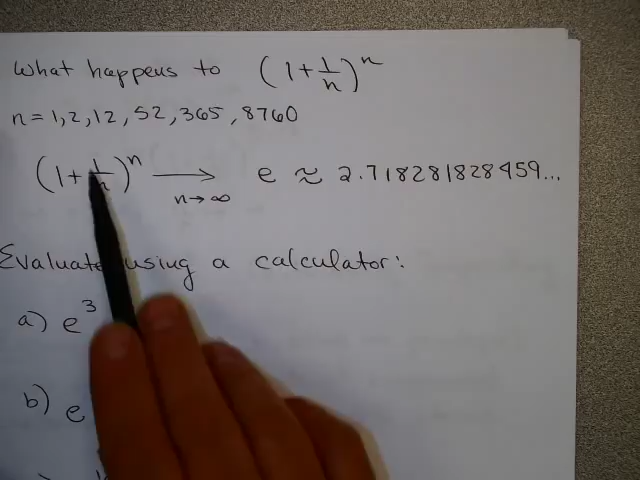 What happens to (1+1/n)^n
n = 1, 2, 12, 52, 365, 8760
(1+1/n)^n → n→∞ e ≈ 2.718281828459...
Evaluate using a calculator:
a) e^3
b) e